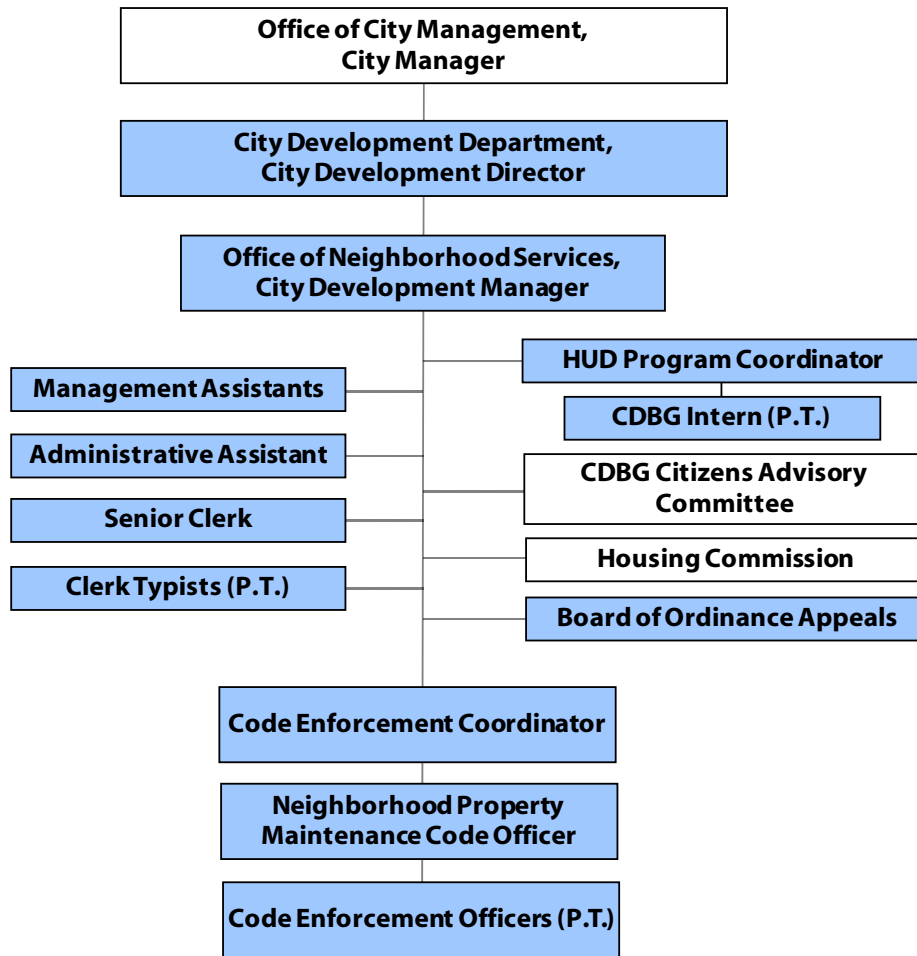 Office of City Management,
City Manager
City Development Department,
City Development Director
Office of Neighborhood Services,
City Development Manager
HUD Program Coordinator
Management Assistants
CDBG Intern (P.T.)
Administrative Assistant
CDBG Citizens Advisory
Committee
Senior Clerk
Housing Commission
Clerk Typists (P.T.)
Board of Ordinance Appeals
Code Enforcement Coordinator
Neighborhood Property
Maintenance Code Officer
Code Enforcement Officers (P.T.)